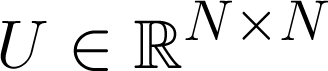 U ∈ ℝ^{N×N}